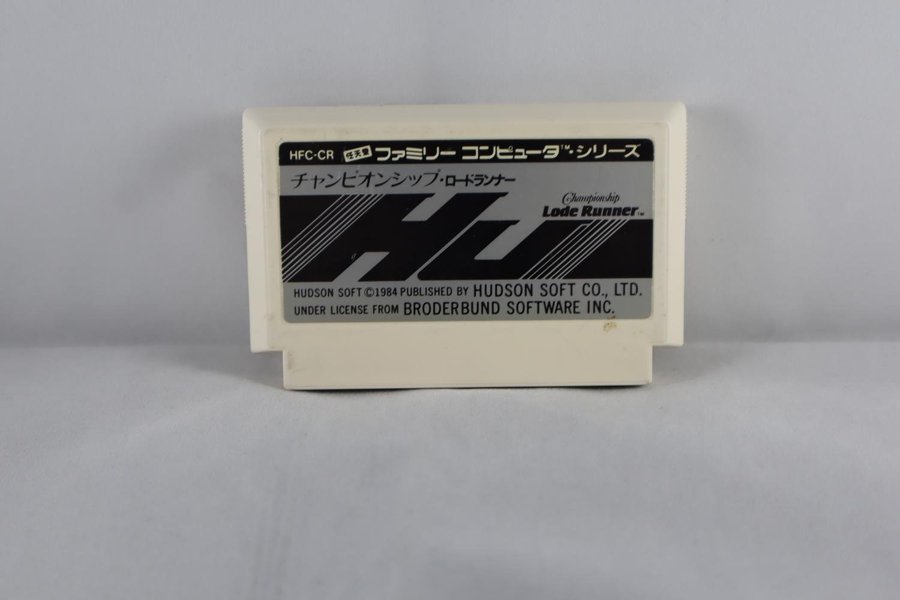 HFC-CR 任天堂 ファミリーコンピュータ™・シリーズ
チャンピオンシップ・ロードランナー
Championship
Lode Runner™
HU
HUDSON SOFT ©1984 PUBLISHED BY HUDSON SOFT CO., LTD.
UNDER LICENSE FROM BRODERBUND SOFTWARE INC.